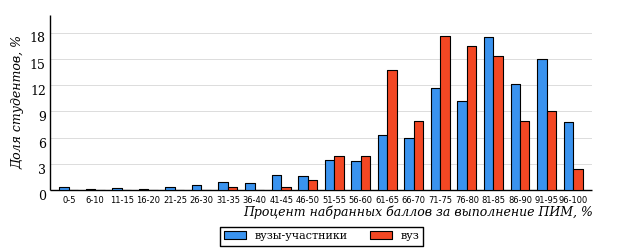 Доля студентов, %
18
15
12
9
6
3
0
0-5 6-10 11-15 16-20 21-25 26-30 31-35 36-40 41-45 46-50 51-55 56-60 61-65 66-70 71-75 76-80 81-85 86-90 91-95 96-100
Процент набранных баллов за выполнение ПИМ, %
вузы-участники вуз